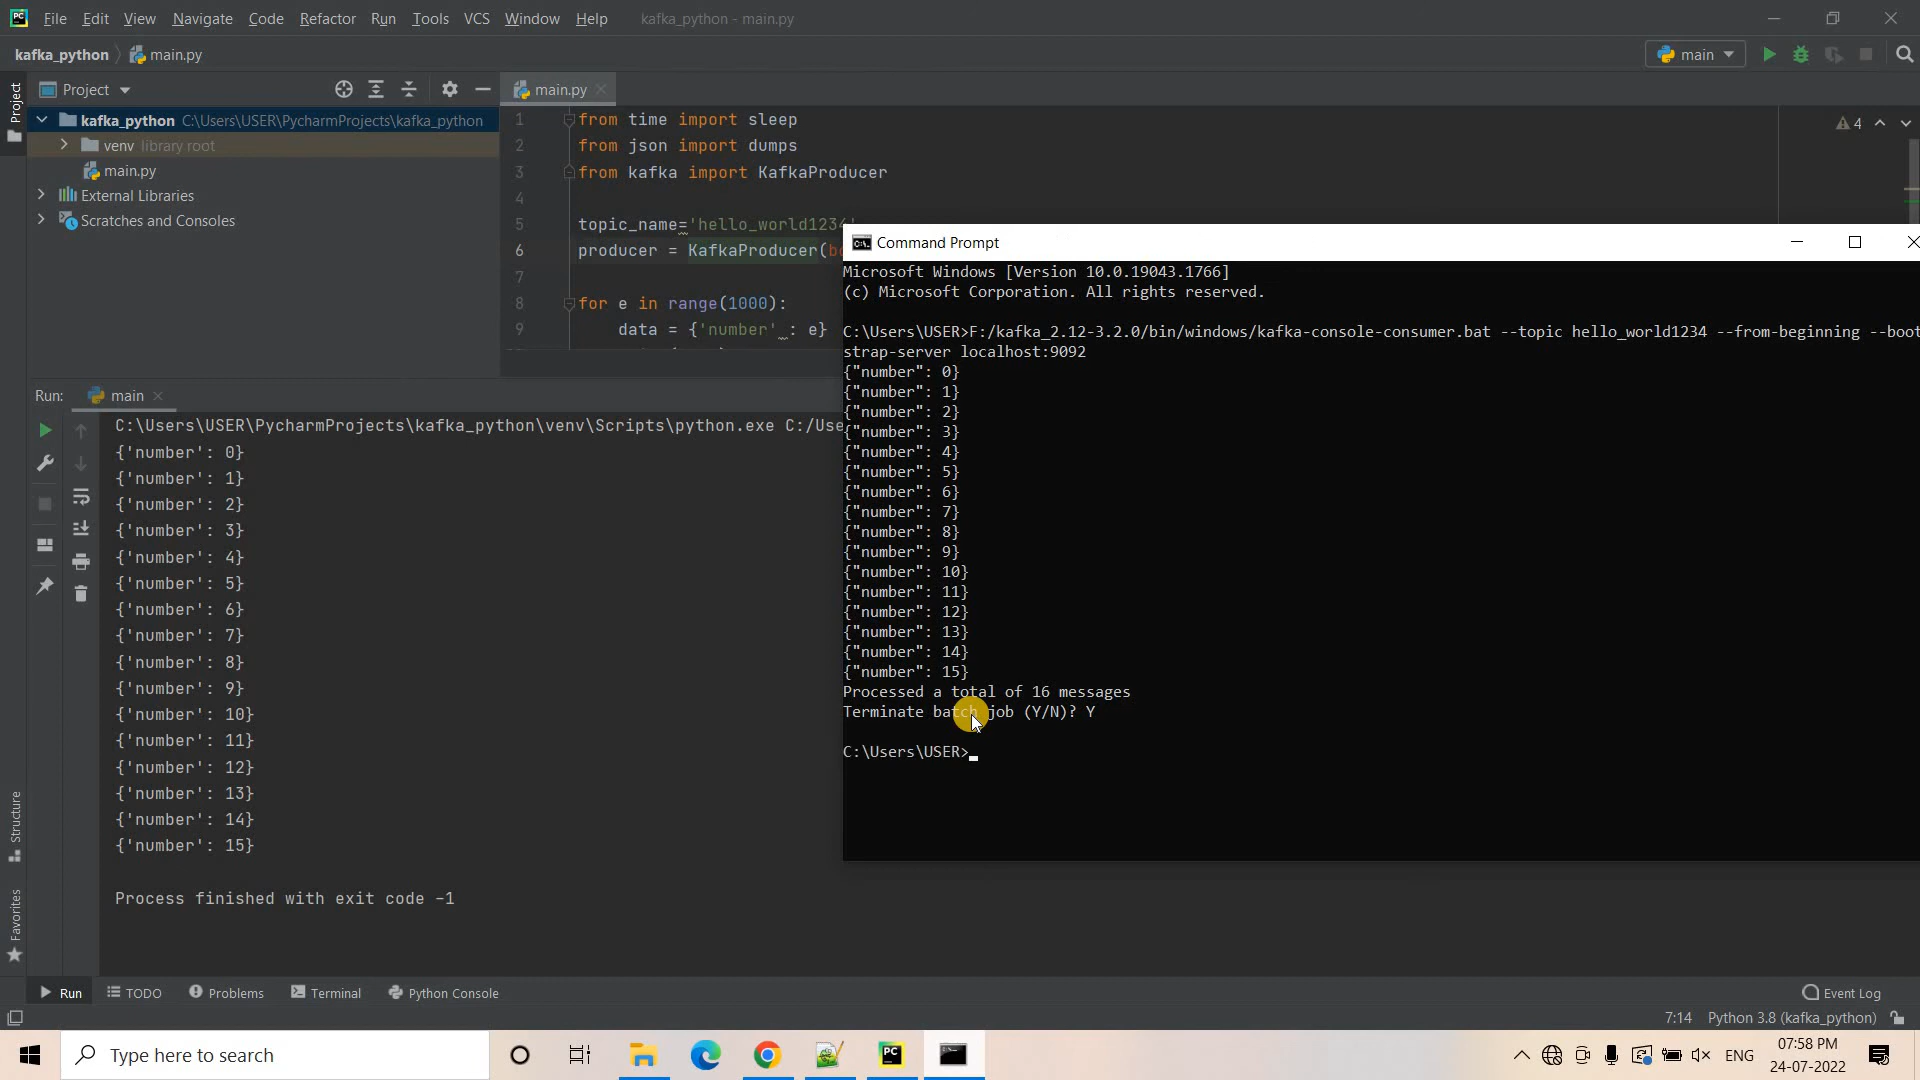 File Edit View Navigate Code Refactor Run Tools VCS Window Help kafka_python - main.py
kafka_python main.py
main
Project
Project
main.py
kafka_python C:\Users\USER\PycharmProjects\kafka_python
venv library root
main.py
External Libraries
Scratches and Consoles
1 from time import sleep
2 from json import dumps
3 from kafka import KafkaProducer
4
5 topic_name='hello_world1234'
6 producer = KafkaProducer(
7
8 for e in range(1000):
9 data = {'number' : e}
4
Command Prompt
Microsoft Windows [Version 10.0.19043.1766]
(c) Microsoft Corporation. All rights reserved.
C:\Users\USER>F:/kafka_2.12-3.2.0/bin/windows/kafka-console-consumer.bat --topic hello_world1234 --from-beginning --boot
strap-server localhost:9092
{"number": 0}
{"number": 1}
{"number": 2}
{"number": 3}
{"number": 4}
{"number": 5}
{"number": 6}
{"number": 7}
{"number": 8}
{"number": 9}
{"number": 10}
{"number": 11}
{"number": 12}
{"number": 13}
{"number": 14}
{"number": 15}
Processed a total of 16 messages
Terminate batch job (Y/N)? Y
C:\Users\USER>
Run: main
C:\Users\USER\PycharmProjects\kafka_python\venv\Scripts\python.exe C:/Use
{'number': 0}
{'number': 1}
{'number': 2}
{'number': 3}
{'number': 4}
{'number': 5}
{'number': 6}
{'number': 7}
{'number': 8}
{'number': 9}
{'number': 10}
{'number': 11}
{'number': 12}
{'number': 13}
{'number': 14}
{'number': 15}
Process finished with exit code -1
Structure
Favorites
Run TODO Problems Terminal Python Console Event Log
7:14 Python 3.8 (kafka_python)
Type here to search
ENG
07:58 PM
24-07-2022